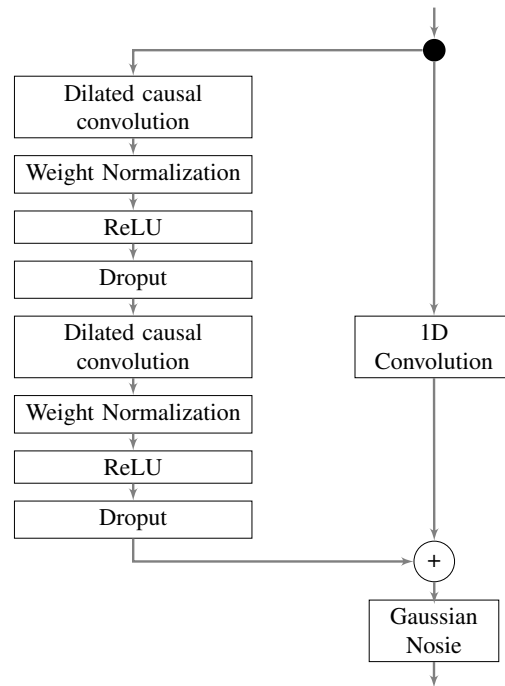 Dilated causal
convolution
Weight Normalization
ReLU
Droput
Dilated causal
convolution
Weight Normalization
ReLU
Droput
1D
Convolution
+
Gaussian
Nosie